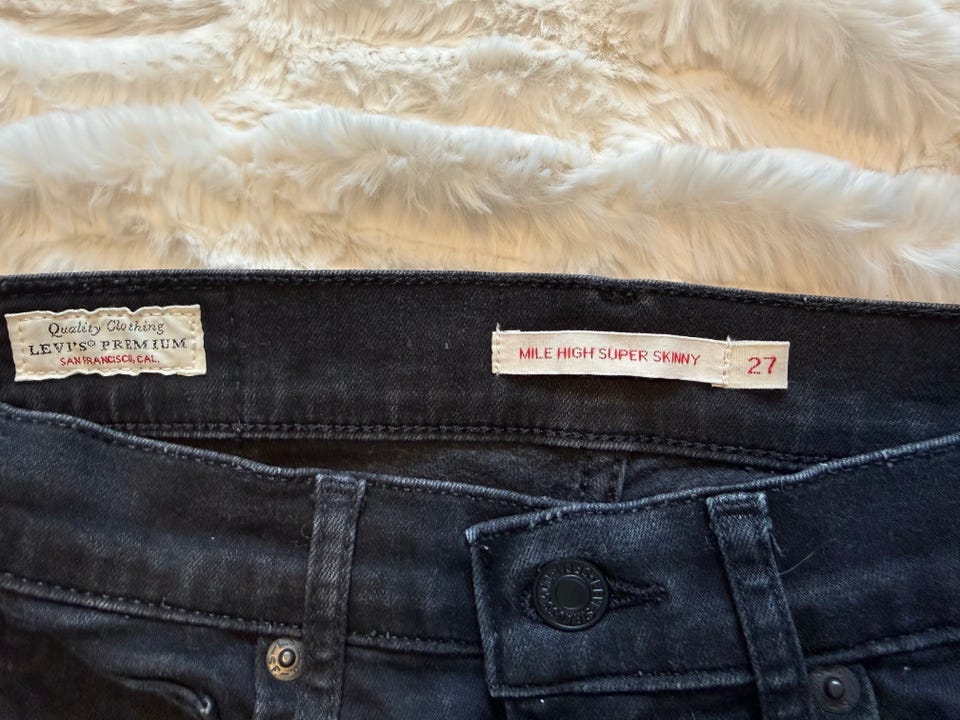 Quality Clothing
LEVI'S® PREMIUM
SAN FRANCISCO, CAL.
MILE HIGH SUPER SKINNY
27